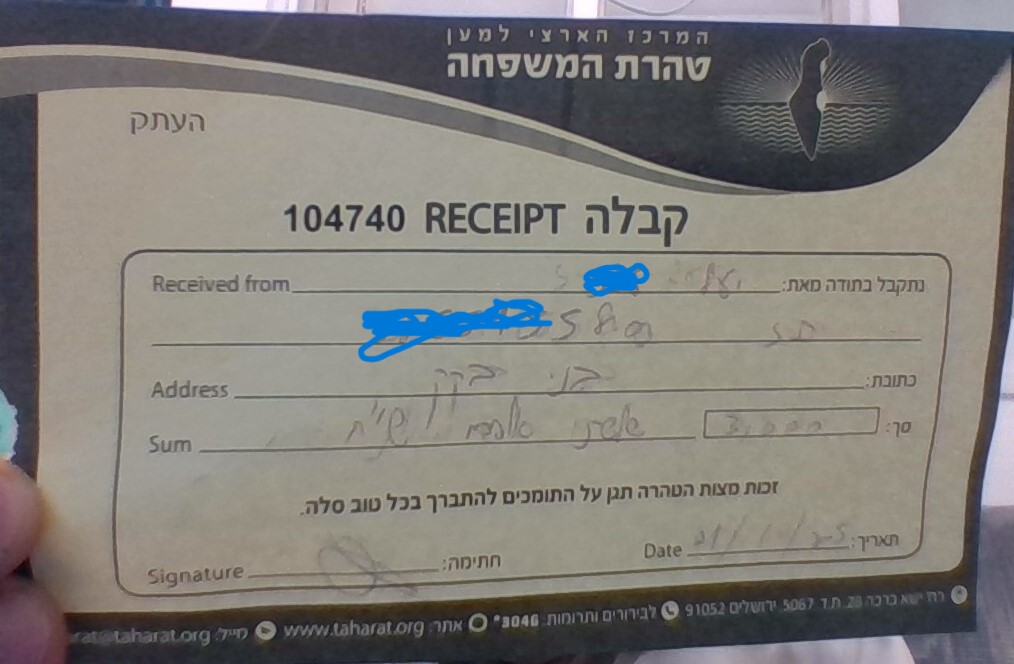 המרכז הארצי למען
טהרת המשפחה
העתק
קבלה RECEIPT 104740
נתקבל בתודה מאת: Received from
ת.ז
כתובת: בני ברק Address
סך: 3,000 שלושת אלפים ש"ח Sum
זכות מצות הטהרה תגן על התומכים להתברך בכל טוב סלה.
תאריך: Date
חתימה: Signature
רח' ישא ברכה 28 ת.ד 5067 ירושלים 91052 לבירורים ותרומות: 3046* אתר: www.taharat.org מייל: rat@taharat.org